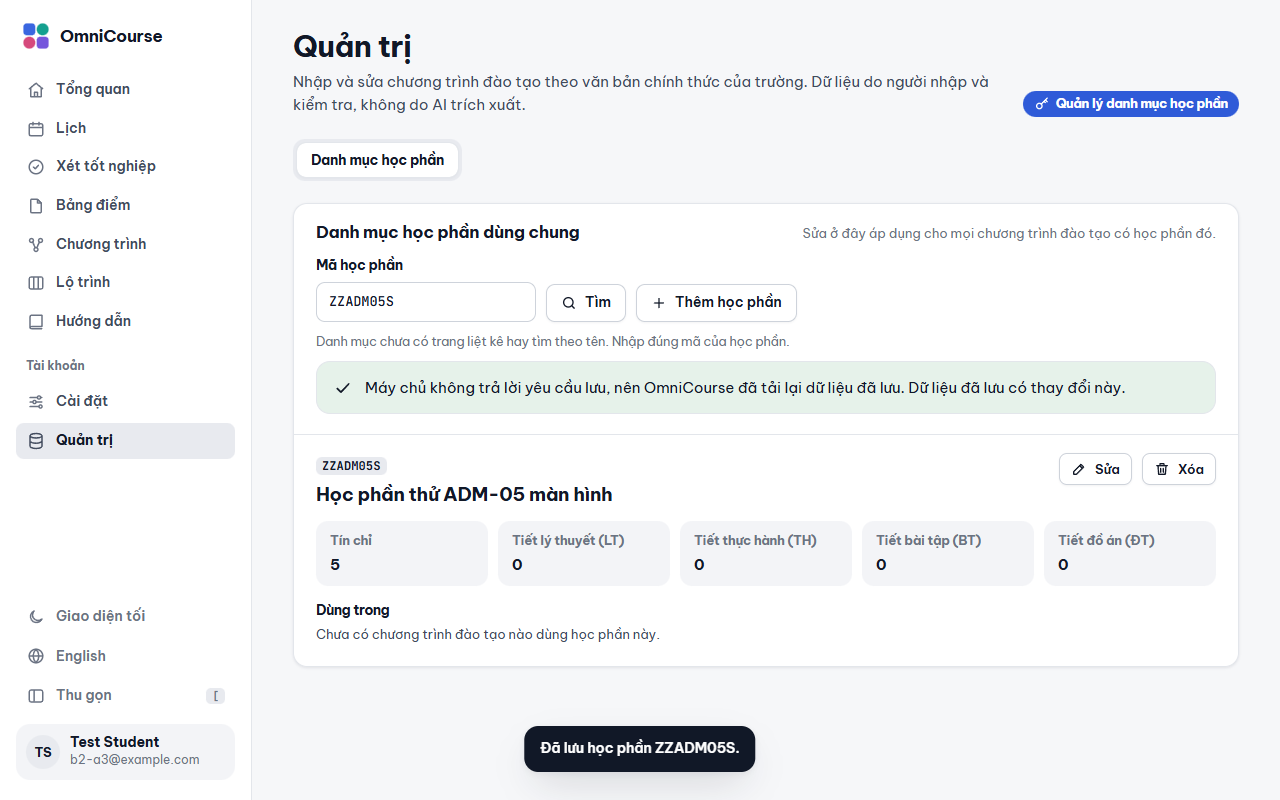 OmniCourse
Tổng quan
Lịch
Xét tốt nghiệp
Bảng điểm
Chương trình
Lộ trình
Hướng dẫn
Tài khoản
Cài đặt
Quản trị
Giao diện tối
English
Thu gọn [
TS
Test Student
b2-a3@example.com
Quản trị
Nhập và sửa chương trình đào tạo theo văn bản chính thức của trường. Dữ liệu do người nhập và
kiểm tra, không do AI trích xuất.
Quản lý danh mục học phần
Danh mục học phần
Danh mục học phần dùng chung
Sửa ở đây áp dụng cho mọi chương trình đào tạo có học phần đó.
Mã học phần
ZZADM05S
Tìm
Thêm học phần
Danh mục chưa có trang liệt kê hay tìm theo tên. Nhập đúng mã của học phần.
Máy chủ không trả lời yêu cầu lưu, nên OmniCourse đã tải lại dữ liệu đã lưu. Dữ liệu đã lưu có thay đổi này.
ZZADM05S
Sửa
Xóa
Học phần thử ADM-05 màn hình
Tín chỉ
5
Tiết lý thuyết (LT)
0
Tiết thực hành (TH)
0
Tiết bài tập (BT)
0
Tiết đồ án (ĐT)
0
Dùng trong
Chưa có chương trình đào tạo nào dùng học phần này.
Đã lưu học phần ZZADM05S.